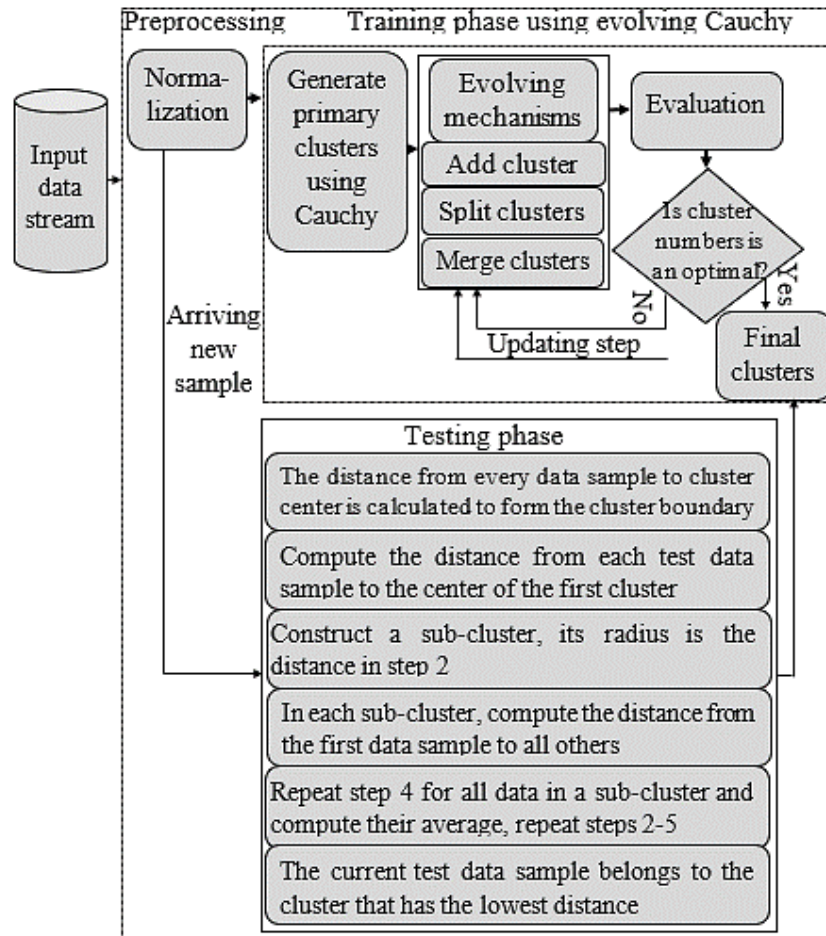 Preprocessing
Training phase using evolving Cauchy
Input
data
stream
Norma-
lization
Generate
primary
clusters
using
Cauchy
Evolving
mechanisms
Add cluster
Split clusters
Merge clusters
Evaluation
Is cluster
numbers is
an optimal?
Yes
No
Updating step
Final
clusters
Arriving
new
sample
Testing phase
The distance from every data sample to cluster
center is calculated to form the cluster boundary
Compute the distance from each test data
sample to the center of the first cluster
Construct a sub-cluster, its radius is the
distance in step 2
In each sub-cluster, compute the distance from
the first data sample to all others
Repeat step 4 for all data in a sub-cluster and
compute their average, repeat steps 2-5
The current test data sample belongs to the
cluster that has the lowest distance